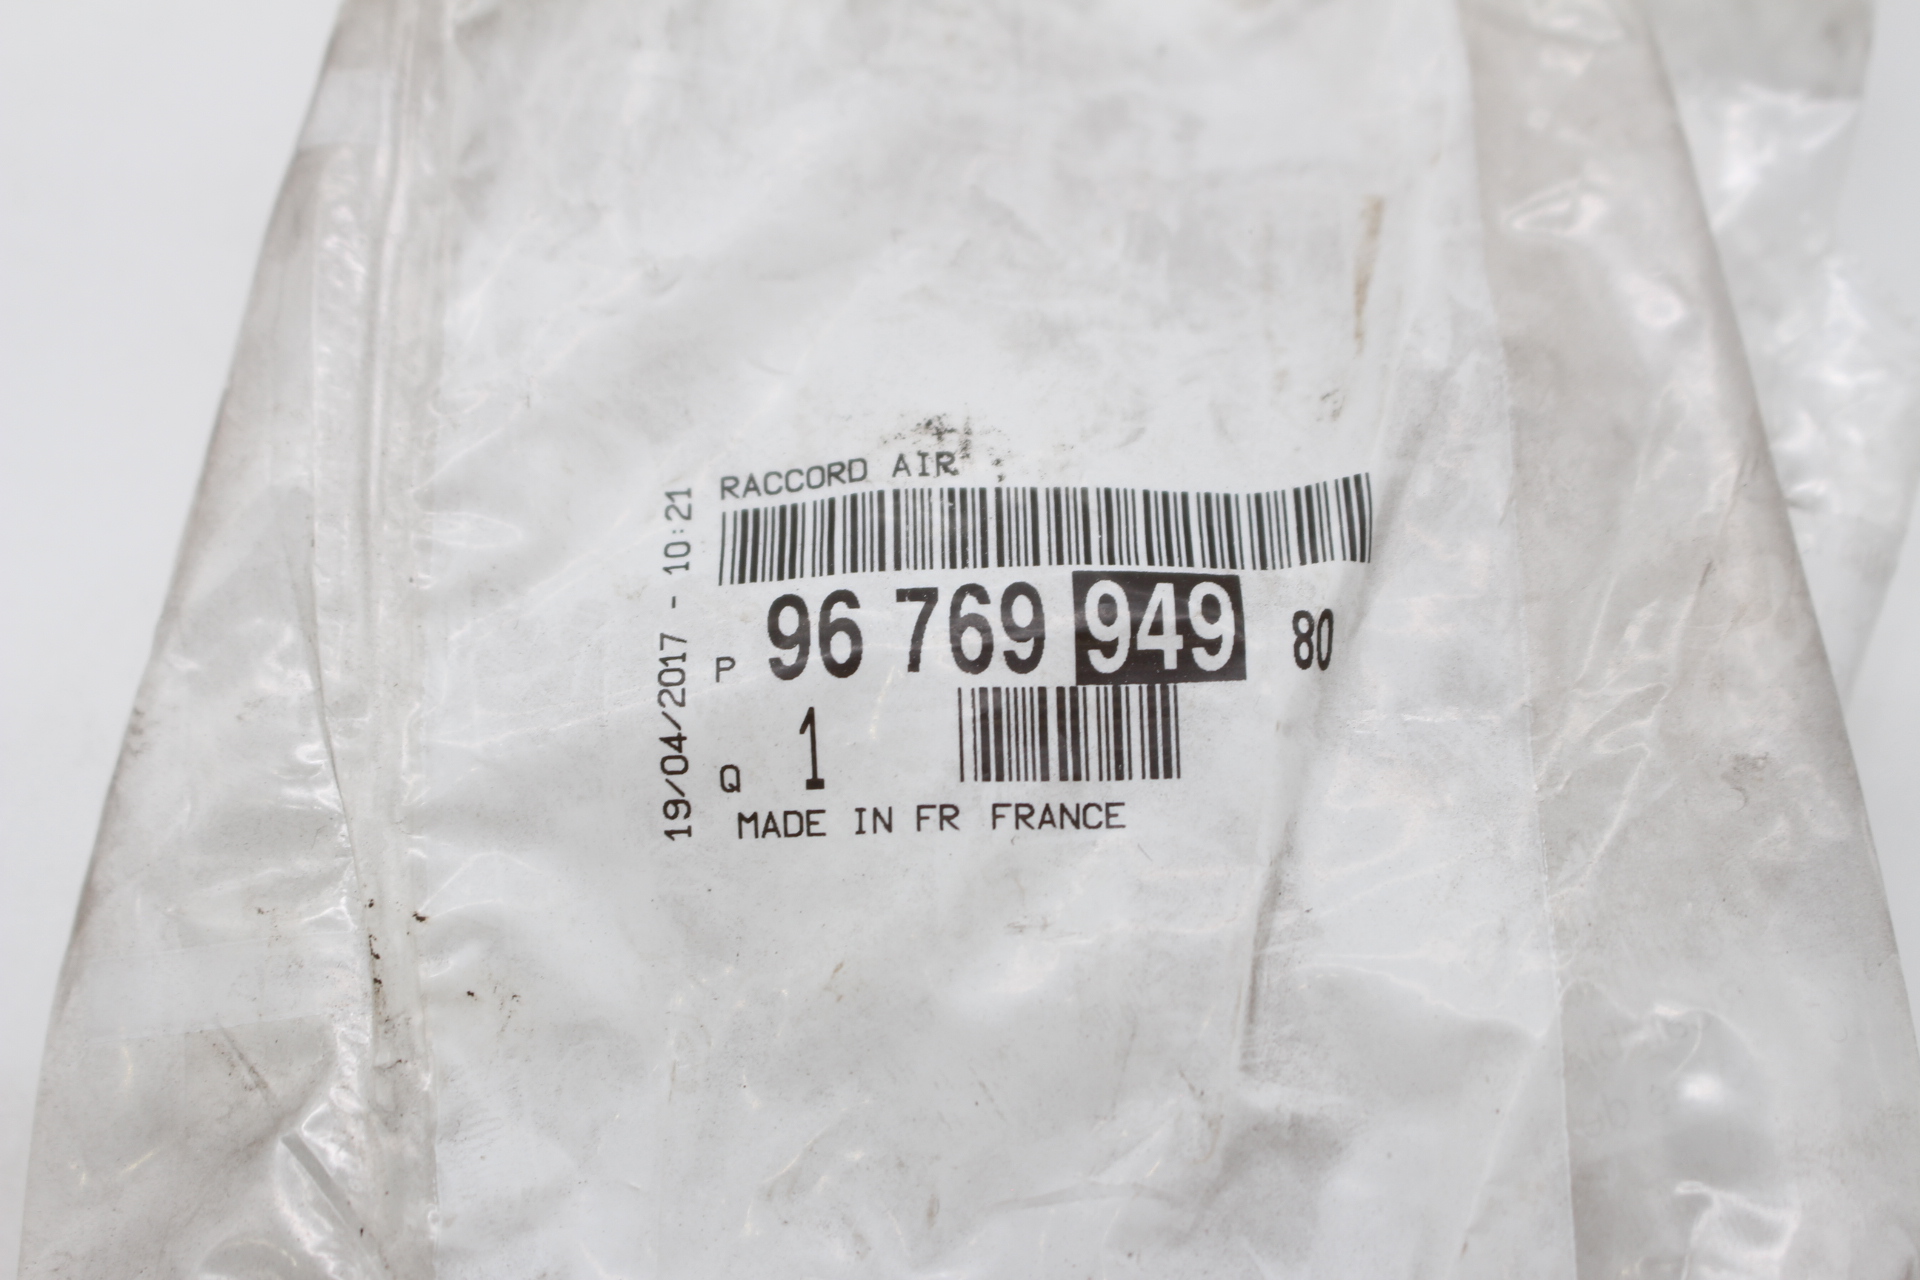 RACCORD AIR
P 96 769 949 80
Q 1
MADE IN FR FRANCE
19/04/2017 - 10:21